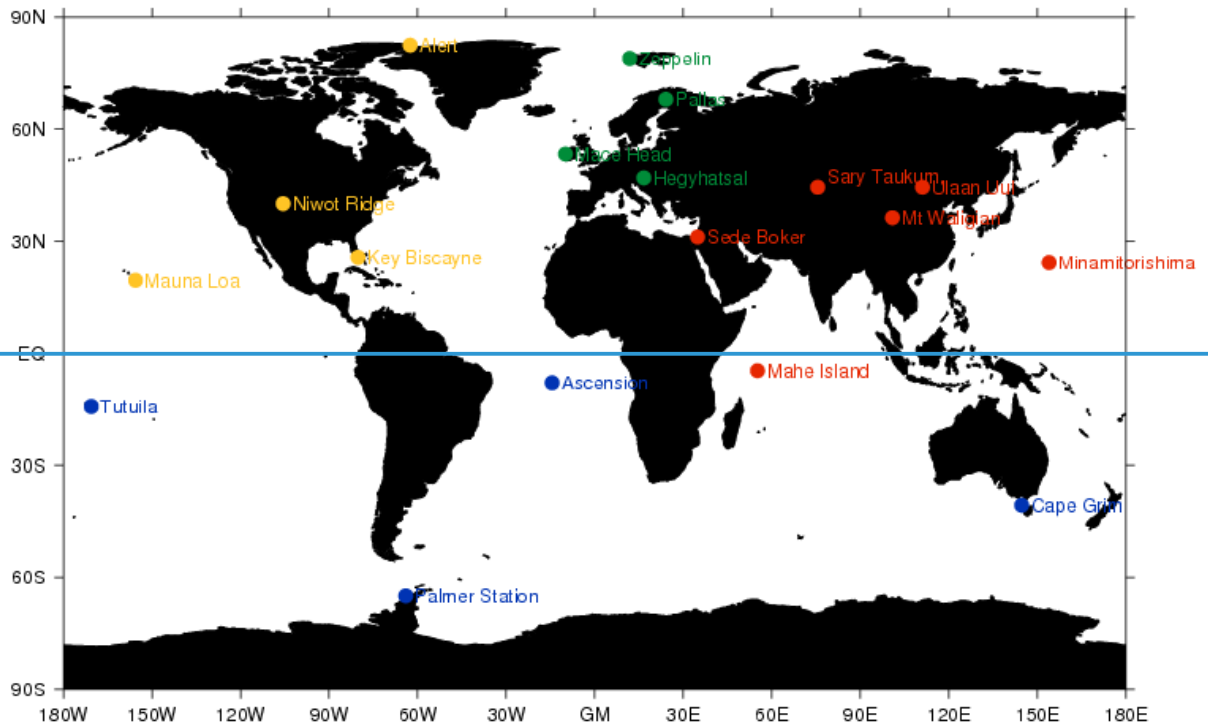 90N
Alert
Zeppelin
Pallas
60N
Mace Head
Hegyhatsal
Sary Taukum,
Ulaan Uul
Niwot Ridge
Mt Waliglan
30N
Sede Boker
Key Biscayne
Minamitorishima
Mauna Loa
EQ
Mahe Island
Ascension
Tutuila
30S
Cape Grim
60S
Palmer Station
90S
180W 150W 120W 90W 60W 30W GM 30E 60E 90E 120E 150E 180E